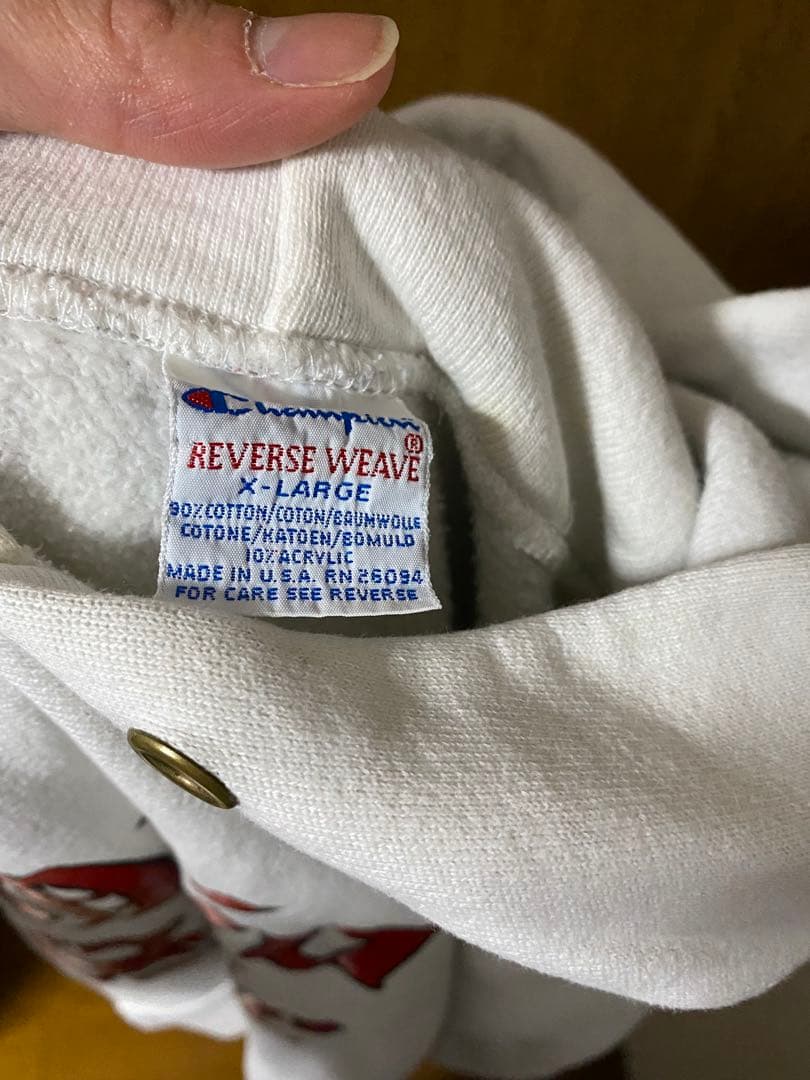 Champion
REVERSE WEAVE®
X-LARGE
90%COTTON/COTON/BAUMWOLLE
COTONE/KATOEN/BOMULD
10%ACRYLIC
MADE IN U.S.A. RN 26094
FOR CARE SEE REVERSE